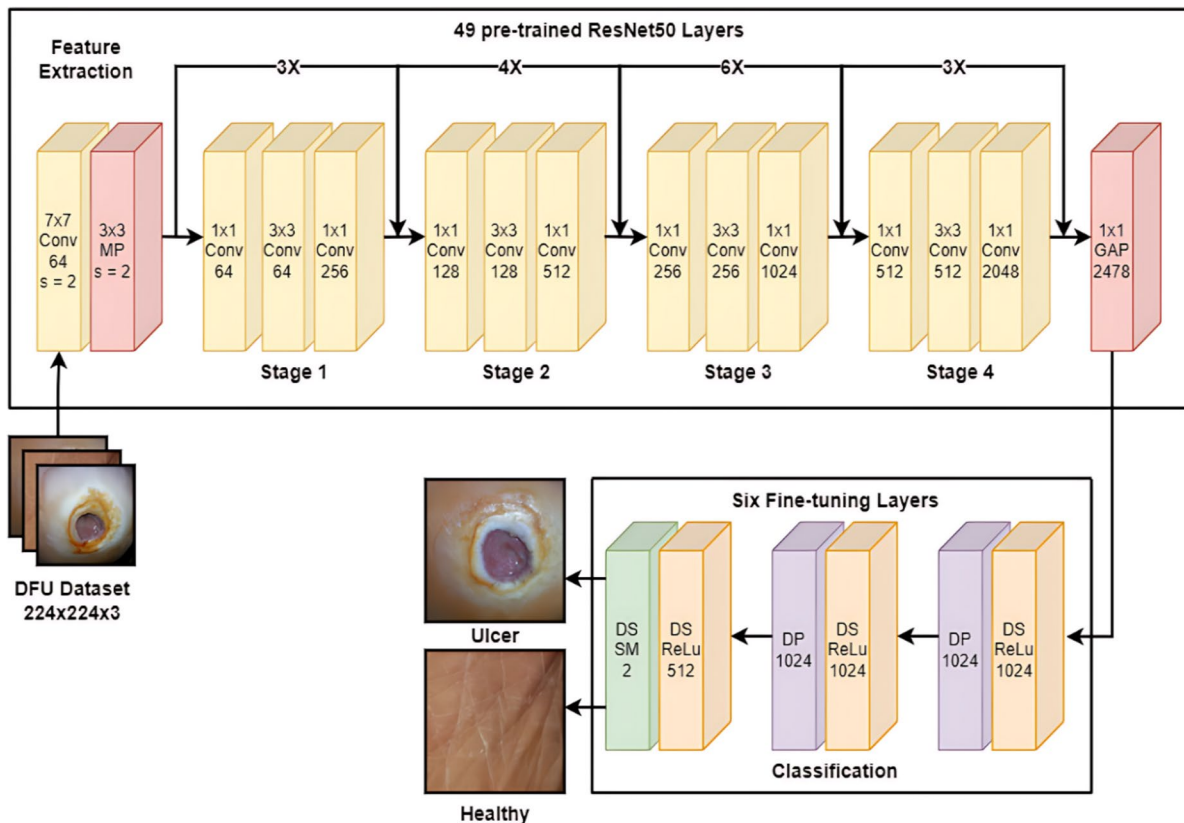 49 pre-trained ResNet50 Layers
Feature
Extraction
3X
4X
6X
3X
7x7
Conv
64
s = 2
3x3
MP
s = 2
1x1
Conv
64
3x3
Conv
64
1x1
Conv
256
1x1
Conv
128
3x3
Conv
128
1x1
Conv
512
1x1
Conv
256
3x3
Conv
256
1x1
Conv
1024
1x1
Conv
512
3x3
Conv
512
1x1
Conv
2048
1x1
GAP
2478
Stage 1
Stage 2
Stage 3
Stage 4
DFU Dataset
224x224x3
Ulcer
Healthy
Six Fine-tuning Layers
DS
SM
2
DS
ReLu
512
DP
1024
DS
ReLu
1024
DP
1024
DS
ReLu
1024
Classification